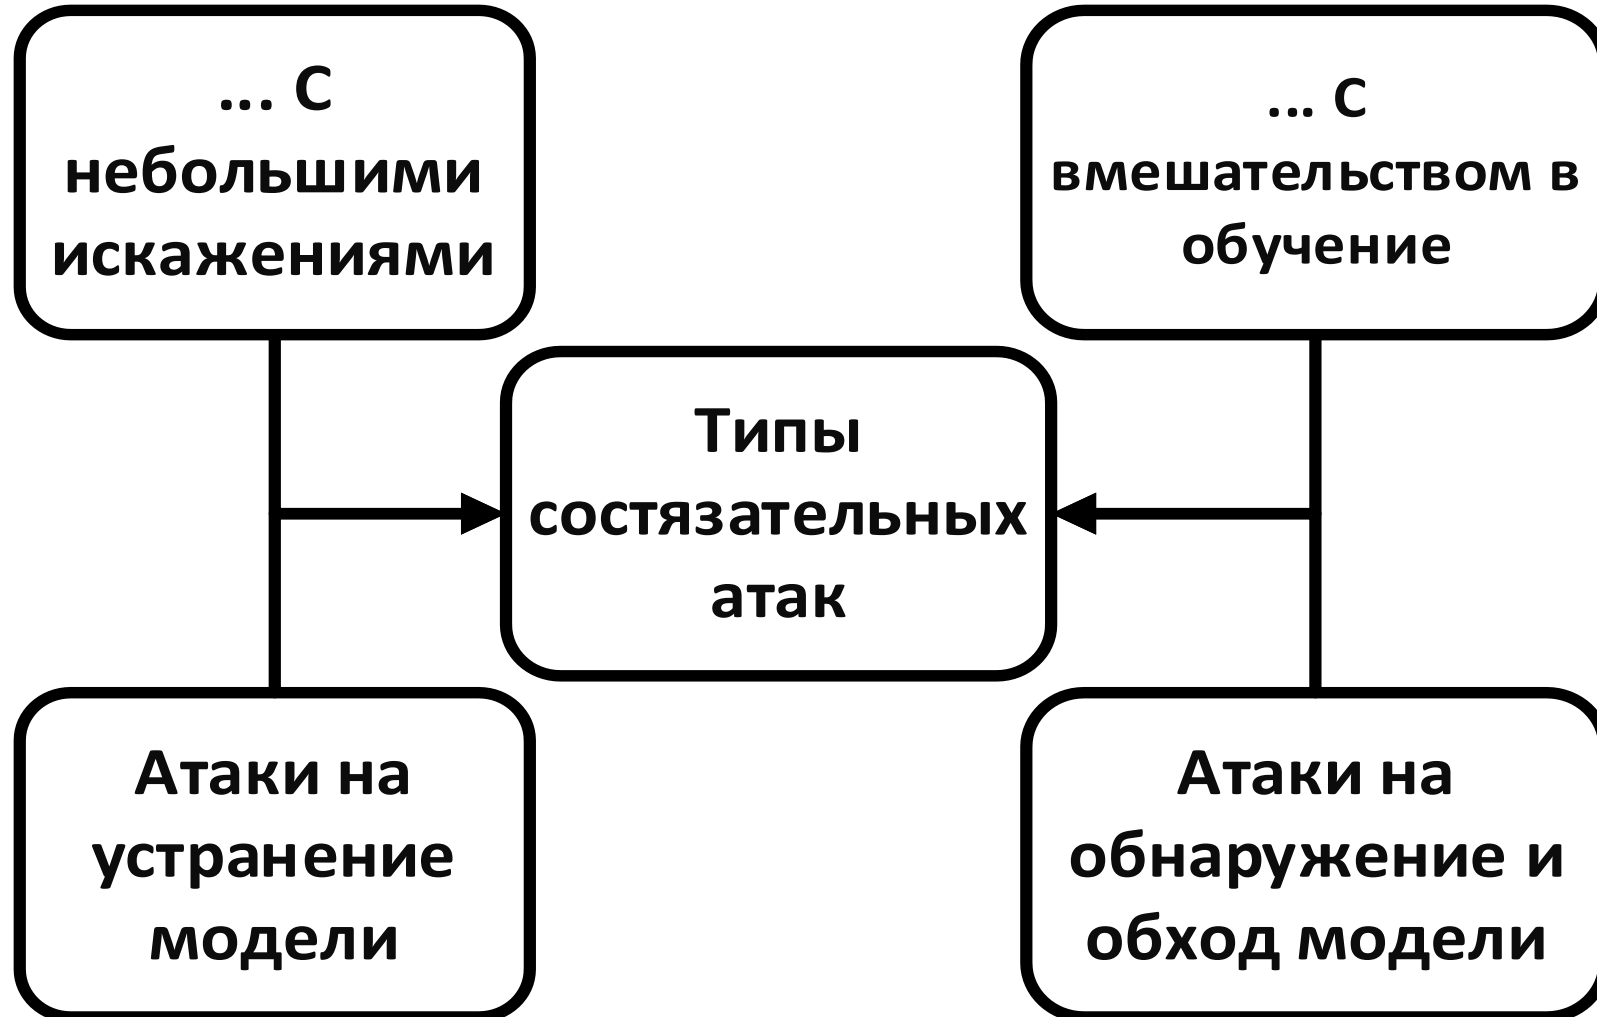 ... С
небольшими
искажениями
... С
вмешательством в
обучение
Типы
состязательных
атак
Атаки на
устранение
модели
Атаки на
обнаружение и
обход модели